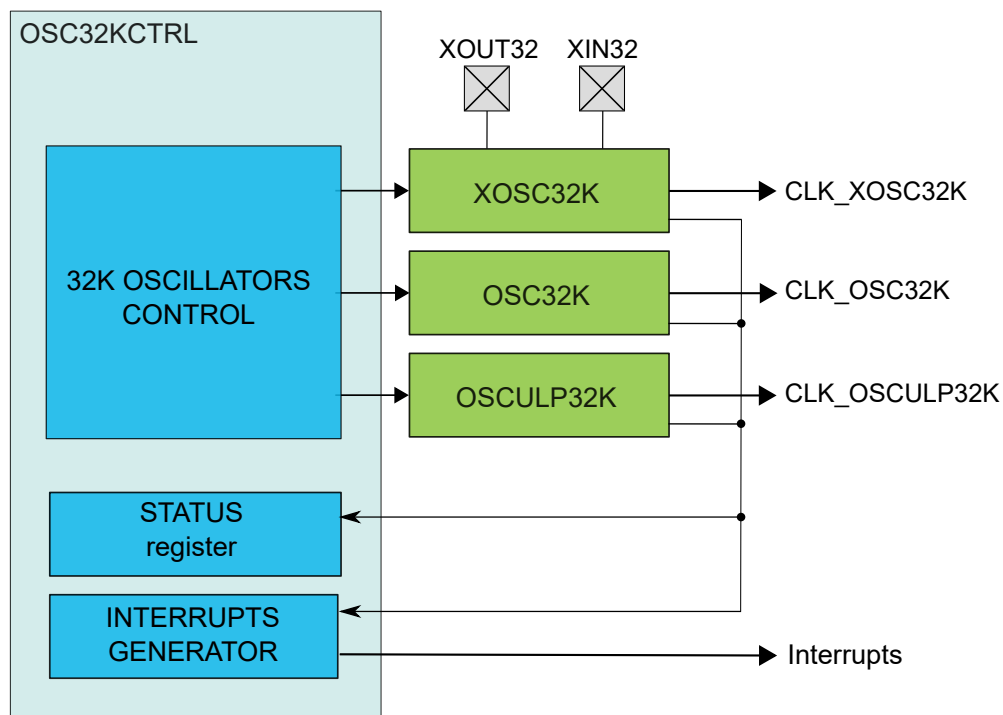 OSC32KCTRL
XOUT32
XIN32
XOSC32K
CLK_XOSC32K
32K OSCILLATORS
CONTROL
OSC32K
CLK_OSC32K
OSCULP32K
CLK_OSCULP32K
STATUS
register
INTERRUPTS
GENERATOR
Interrupts